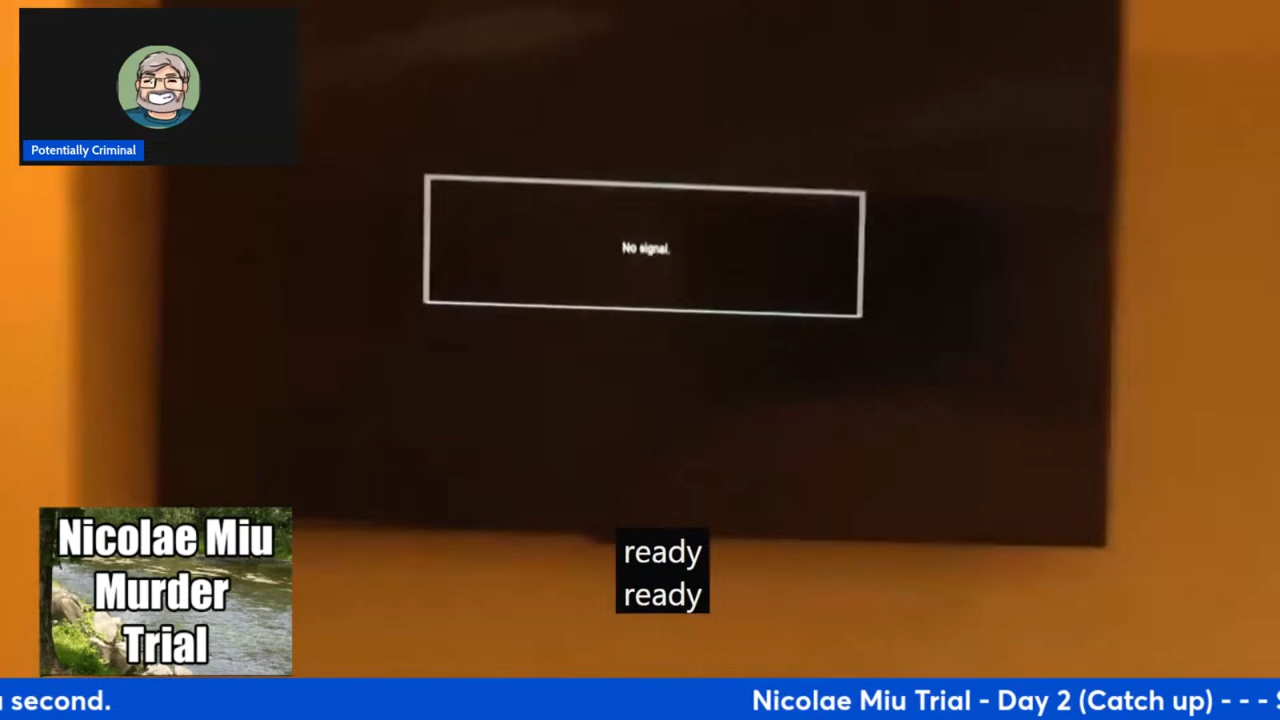 Potentially Criminal
No signal.
ready
ready
Nicolae Miu
Murder
Trial
second.
Nicolae Miu Trial - Day 2 (Catch up) - - -